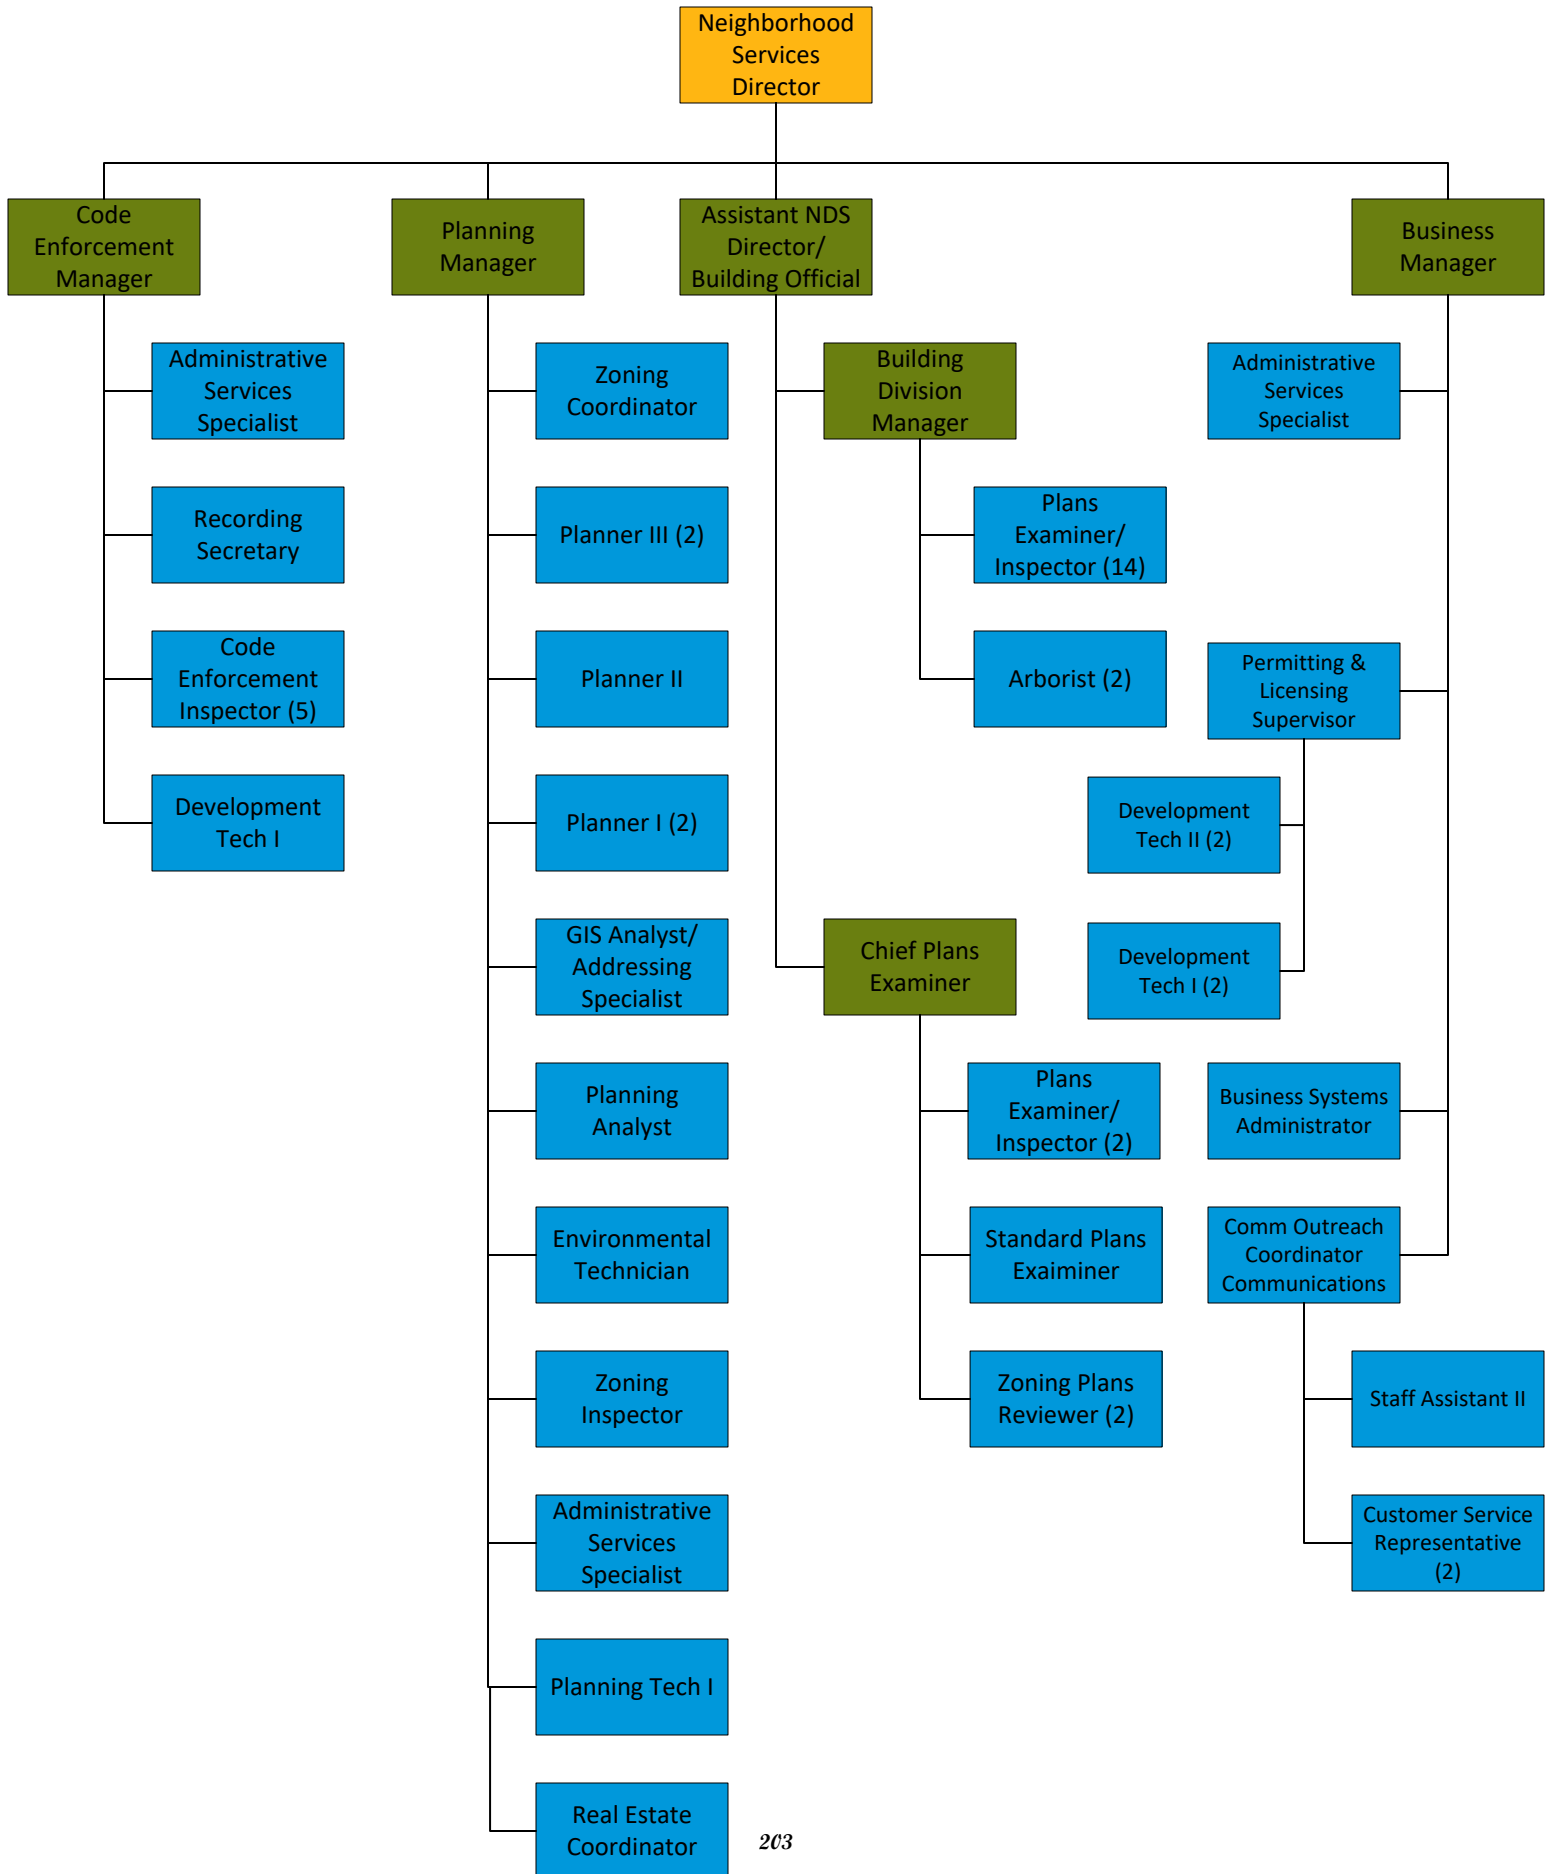 Neighborhood
Services
Director
Code
Enforcement
Manager
Planning
Manager
Assistant NDS
Director/
Building Official
Business
Manager
Administrative
Services
Specialist
Recording
Secretary
Code
Enforcement
Inspector (5)
Development
Tech I
Zoning
Coordinator
Planner III (2)
Planner II
Planner I (2)
GIS Analyst/
Addressing
Specialist
Planning
Analyst
Environmental
Technician
Zoning
Inspector
Administrative
Services
Specialist
Planning Tech I
Real Estate
Coordinator
Building
Division
Manager
Plans
Examiner/
Inspector (14)
Arborist (2)
Chief Plans
Examiner
Plans
Examiner/
Inspector (2)
Standard Plans
Exaiminer
Zoning Plans
Reviewer (2)
Administrative
Services
Specialist
Permitting &
Licensing
Supervisor
Development
Tech II (2)
Development
Tech I (2)
Business Systems
Administrator
Comm Outreach
Coordinator
Communications
Staff Assistant II
Customer Service
Representative
(2)
203